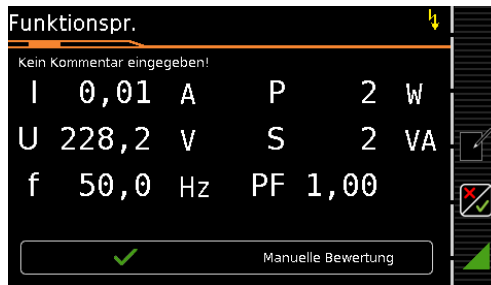 Funktionspr.
Kein Kommentar eingegeben!
I 0,01 A P 2 W
U 228,2 V S 2 VA
f 50,0 Hz PF 1,00
Manuelle Bewertung